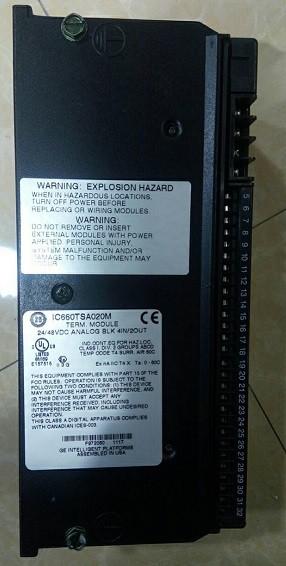 WARNING: EXPLOSION HAZARD
WHEN IN HAZARDOUS LOCATIONS,
TURN OFF POWER BEFORE
REPLACING OR WIRING MODULES.
WARNING:
DO NOT REMOVE OR INSERT
EXTERNAL MODULES WITH POWER
APPLIED. PERSONAL INJURY,
SYSTEM MALFUNCTION AND/OR
DAMAGE TO THE EQUIPMENT MAY
RESULT.
IC660TSA020M
TERM. MODULE
24/48VDC ANALOG BLK 4IN/2OUT
UL
LISTED
IND.CONT.EQ FOR HAZ.LOC.
CLASS I, DIV. 2 GROUPS ABCD
TEMP CODE T4 SURR. AIR 60C
E157515
THIS EQUIPMENT COMPLIES WITH PART 15 OF THE
FCC RULES. OPERATION IS SUBJECT TO THE
FOLLOWING TWO CONDITIONS: (1) THIS DEVICE
MAY NOT CAUSE HARMFUL INTERFERENCE, AND
(2) THIS DEVICE MUST ACCEPT ANY
INTERFERENCE RECEIVED, INCLUDING
INTERFERENCE THAT MAY CAUSE UNDESIRED
OPERATION.
THIS CLASS A DIGITAL APPARATUS COMPLIES
WITH CANADIAN ICES-003.
1117
GE INTELLIGENT PLATFORMS
ASSEMBLED IN USA
5
6
7
8
9
10
11
12
13
14
15
16
17
18
19
20
21
22
23
24
25
26
27
28
29
30
31
32